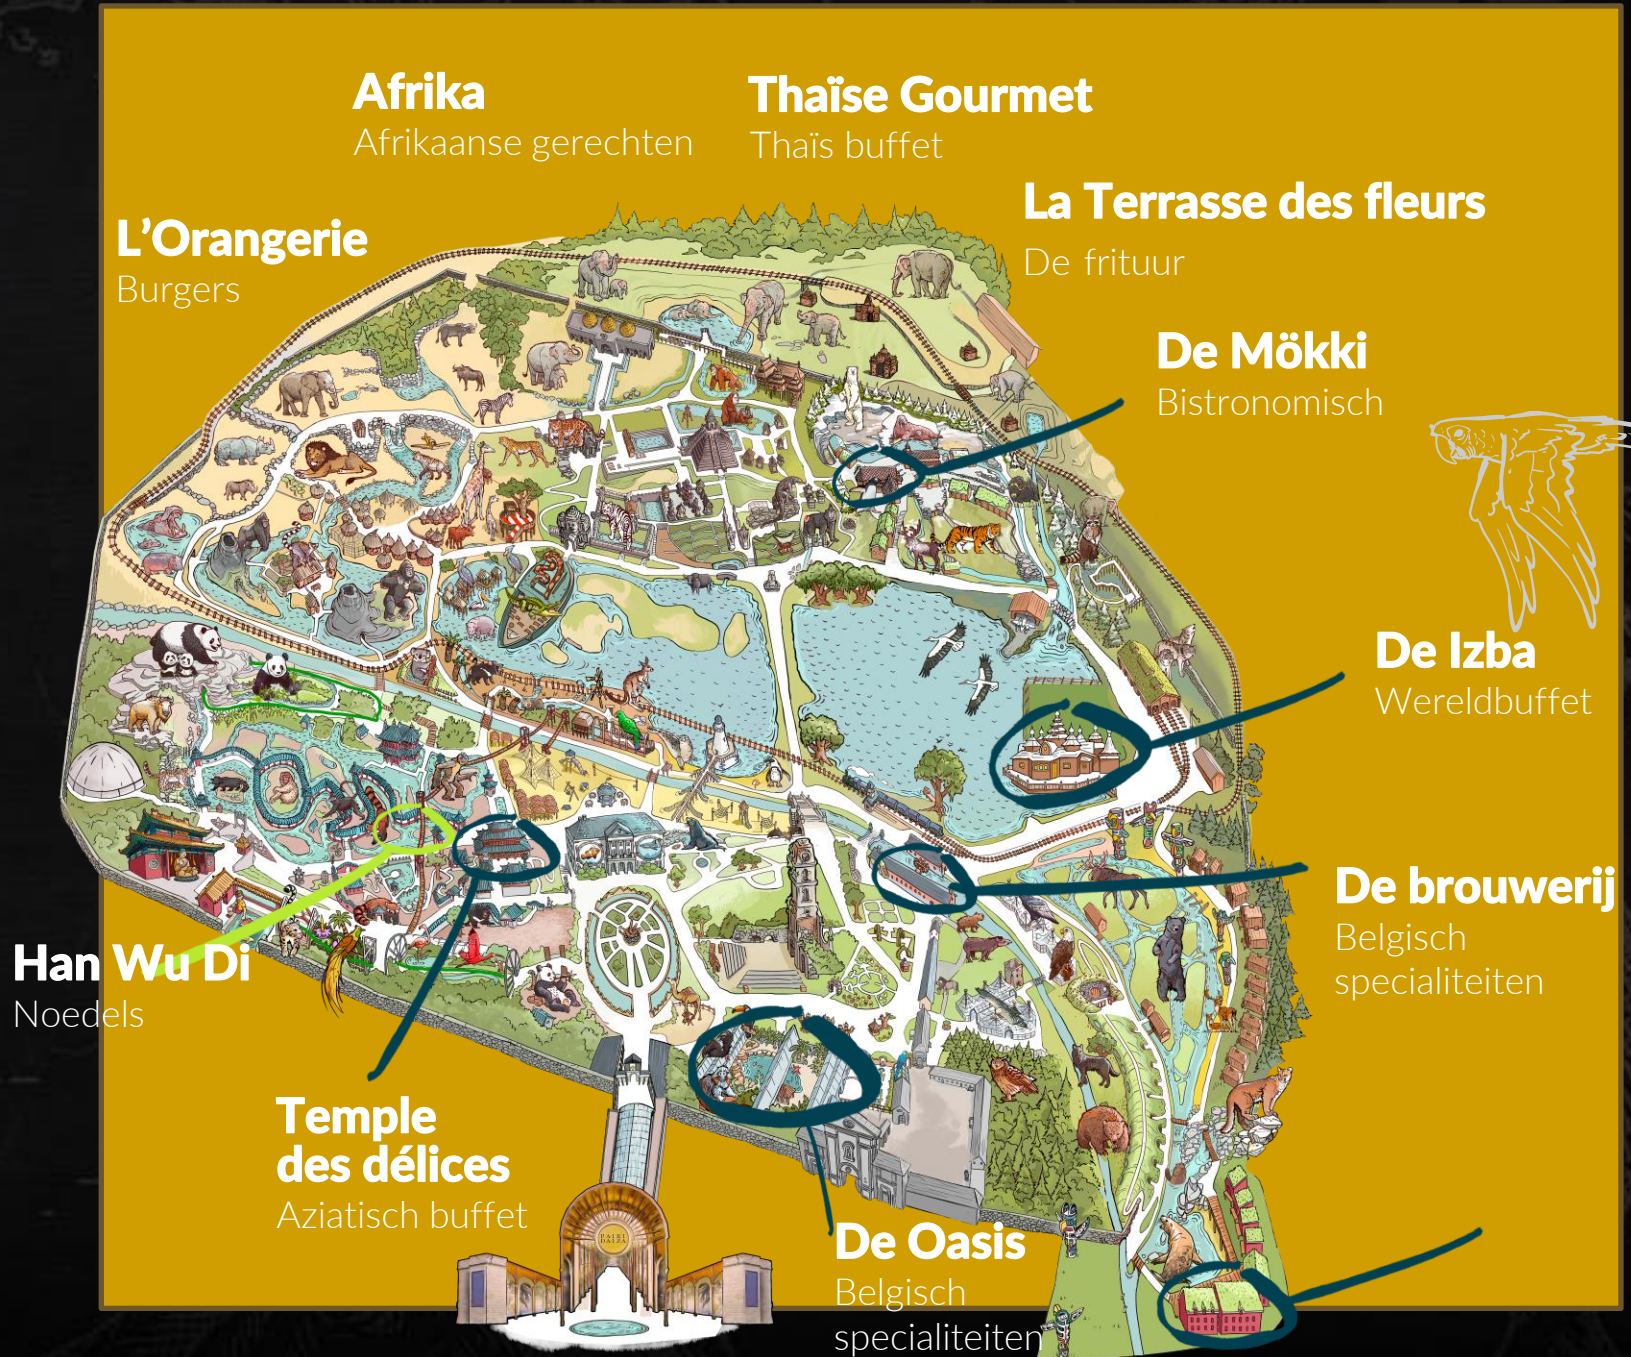 Afrika
Afrikaanse gerechten
Thaïse Gourmet
Thaïs buffet
La Terrasse des fleurs
De frituur
L’Orangerie
Burgers
De Mökki
Bistronomisch
De Izba
Wereldbuffet
De brouwerij
Belgisch
specialiteiten
Han Wu Di
Noedels
Temple
des délices
Aziatisch buffet
De Oasis
Belgisch
specialiteiten
PAIRI
DAIZA